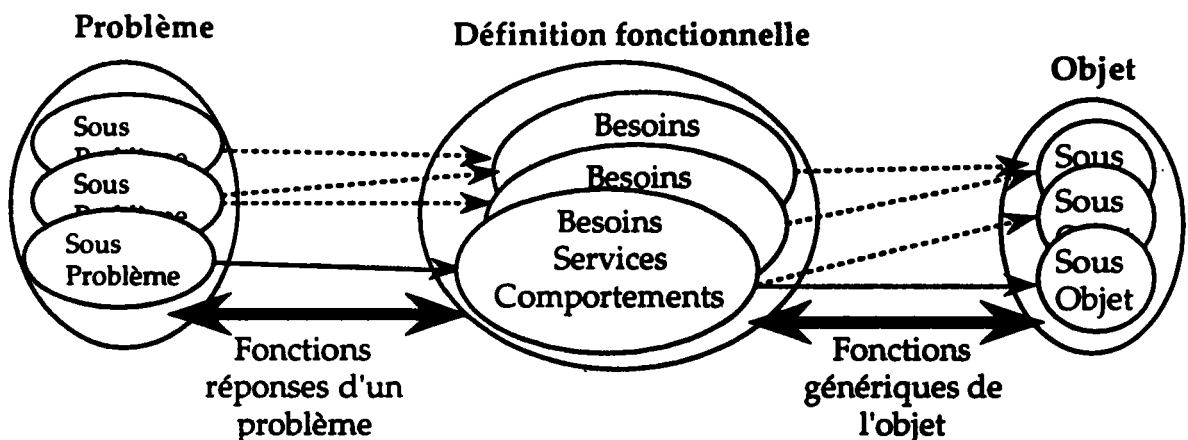 Problème
Définition fonctionnelle
Objet
Sous
Sous
Sous
Problème
Besoins
Besoins
Besoins
Services
Comportements
Sous
Sous
Sous
Objet
Fonctions
réponses d'un
problème
Fonctions
génériques de
l'objet